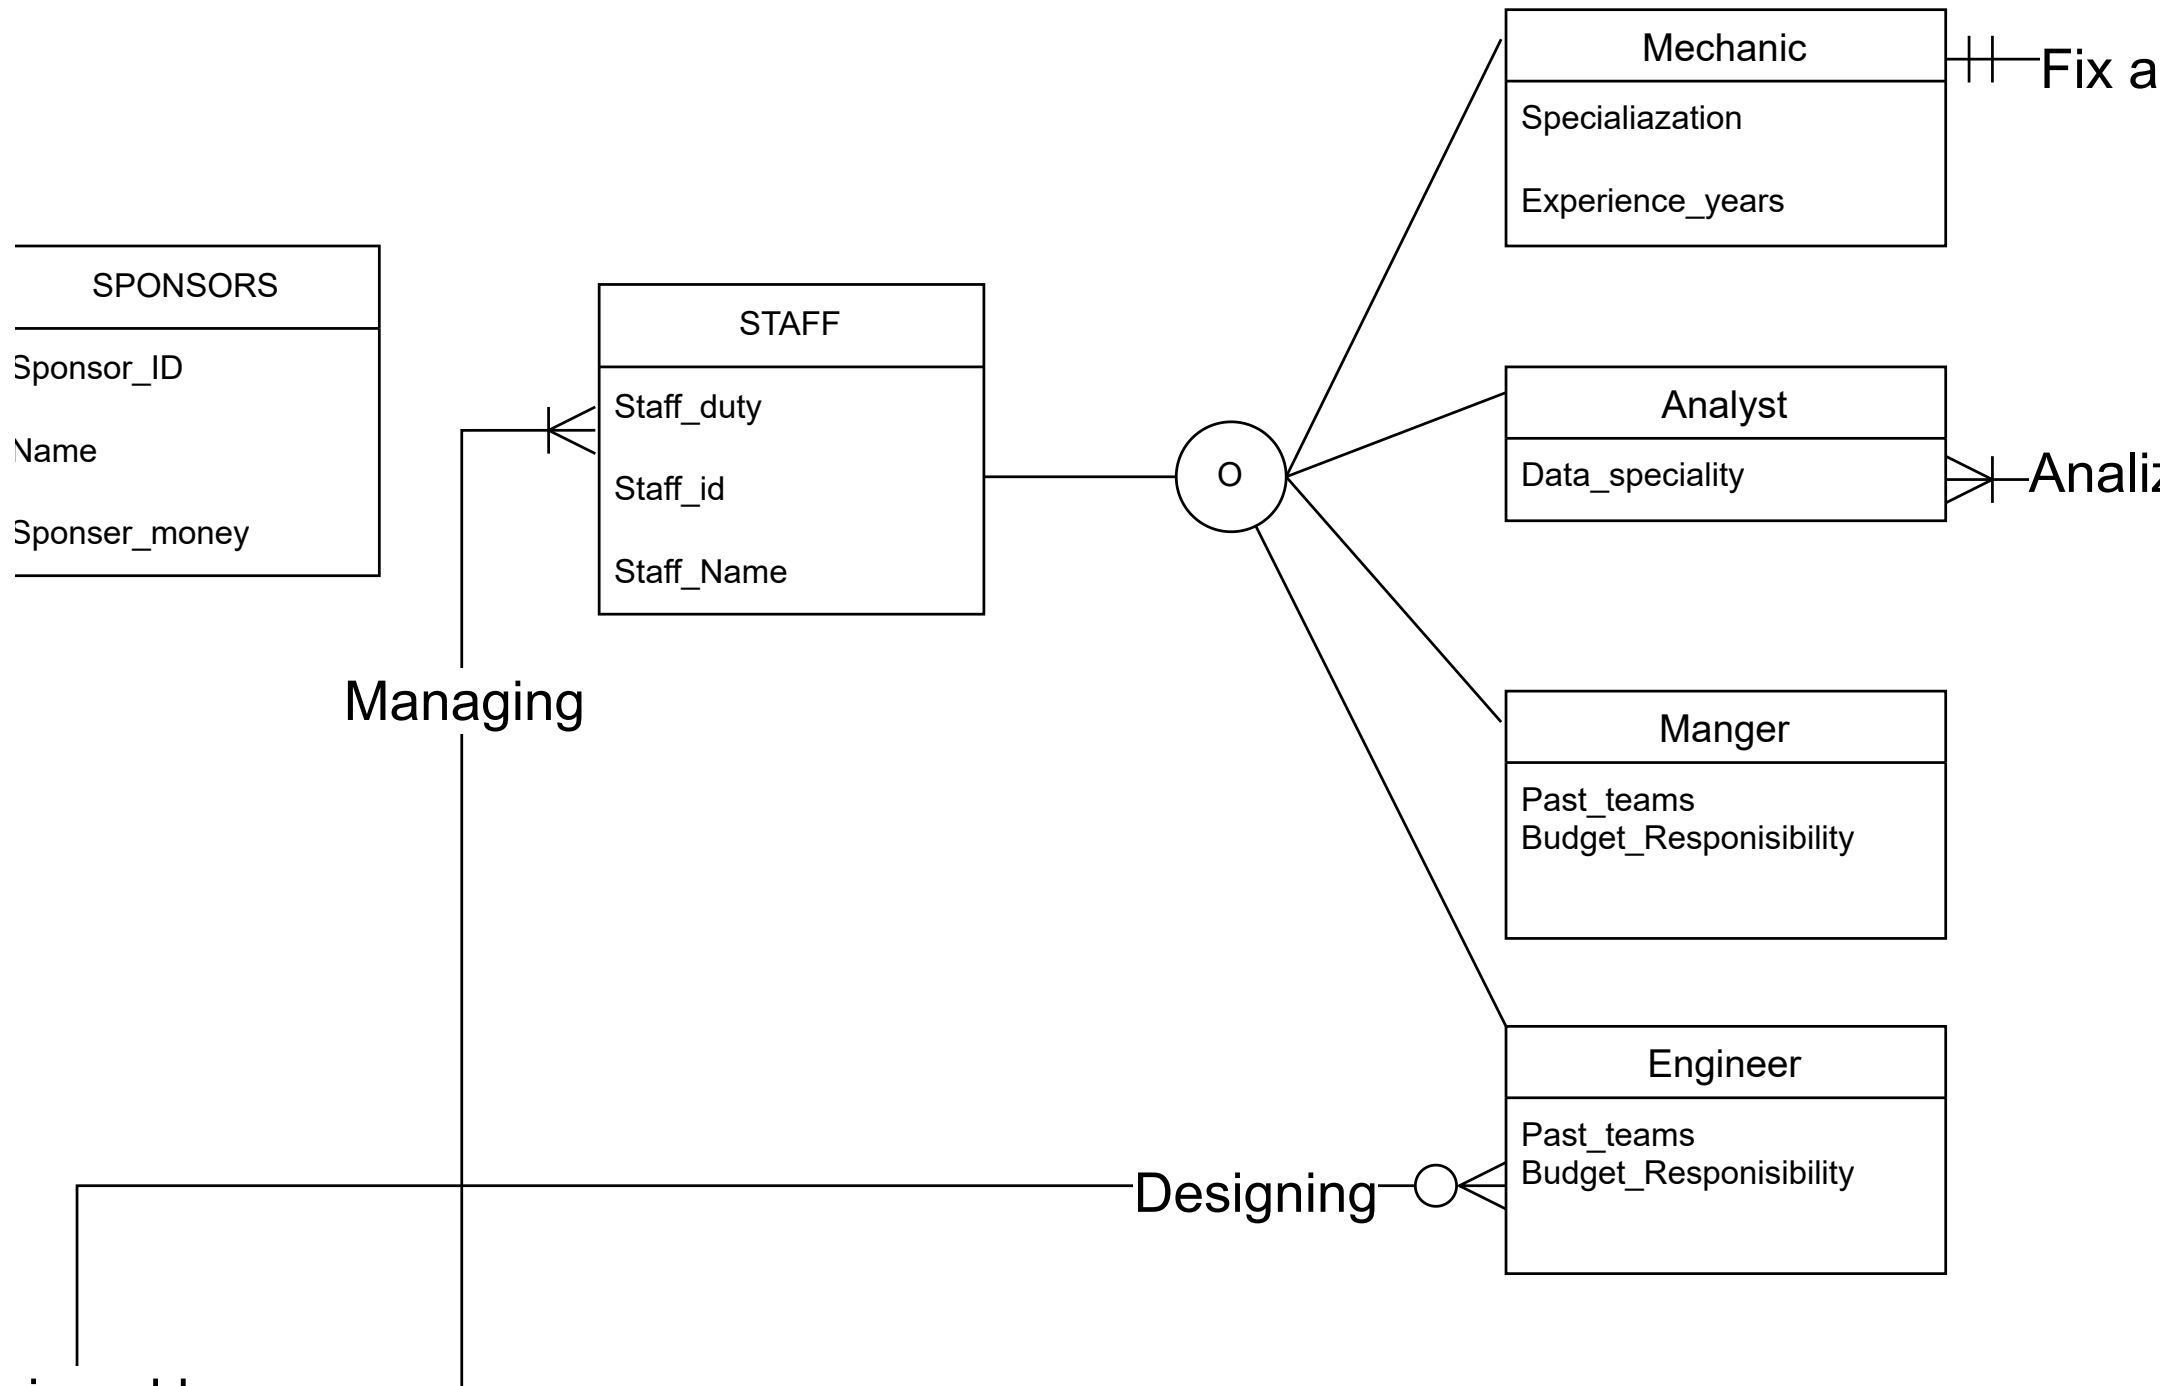 Mechanic
Specialiazation
Experience_years
Fix a
SPONSORS
Sponsor_ID
Name
Sponser_money
STAFF
Staff_duty
Staff_id
Staff_Name
O
Analyst
Data_speciality
Managing
Manger
Past_teams
Budget_Responisibility
Engineer
Past_teams
Budget_Responisibility
Designing